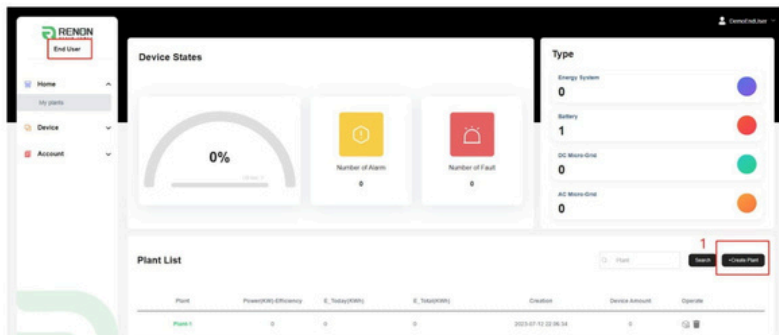 RENON
DemoEndUser
End User
Device States
Type
Home
My plants
Device
Account
0%
Number of Alarm
0
Number of Fault
0
Energy System
0
Battery
1
DC Micro-Grid
0
AC Micro-Grid
0
1
Plant List
Plant
Search
+Create Plant
Plant Power(KW)-Efficiency E_Today(KWh) E_Total(KWh) Creation Device Amount Operate
Plant-1 0 0 0 2023-07-12 22:06:34 0